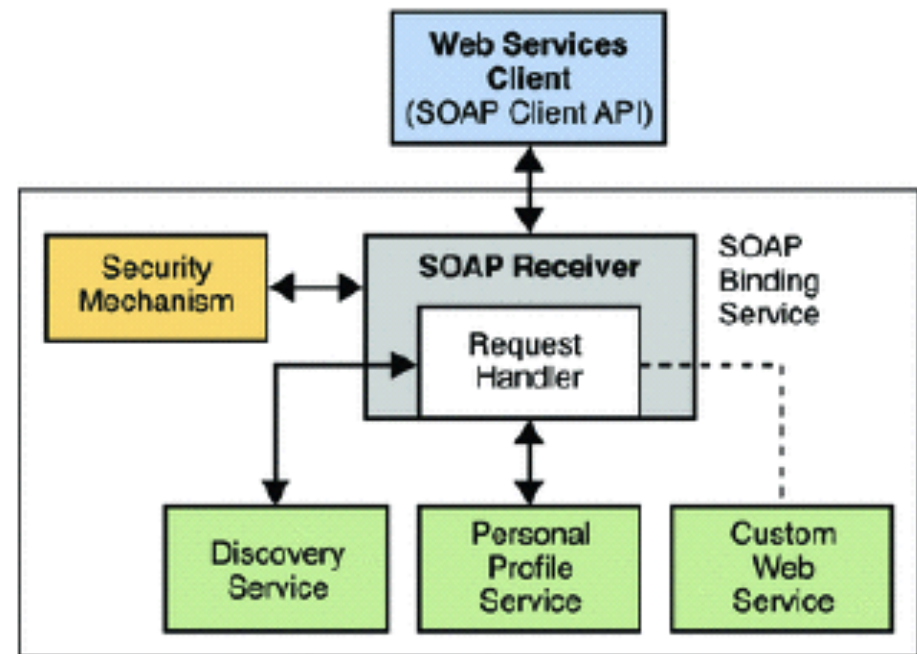 Web Services
Client
(SOAP Client API)
Security
Mechanism
SOAP Receiver
SOAP
Binding
Service
Request
Handler
Discovery
Service
Personal
Profile
Service
Custom
Web
Service